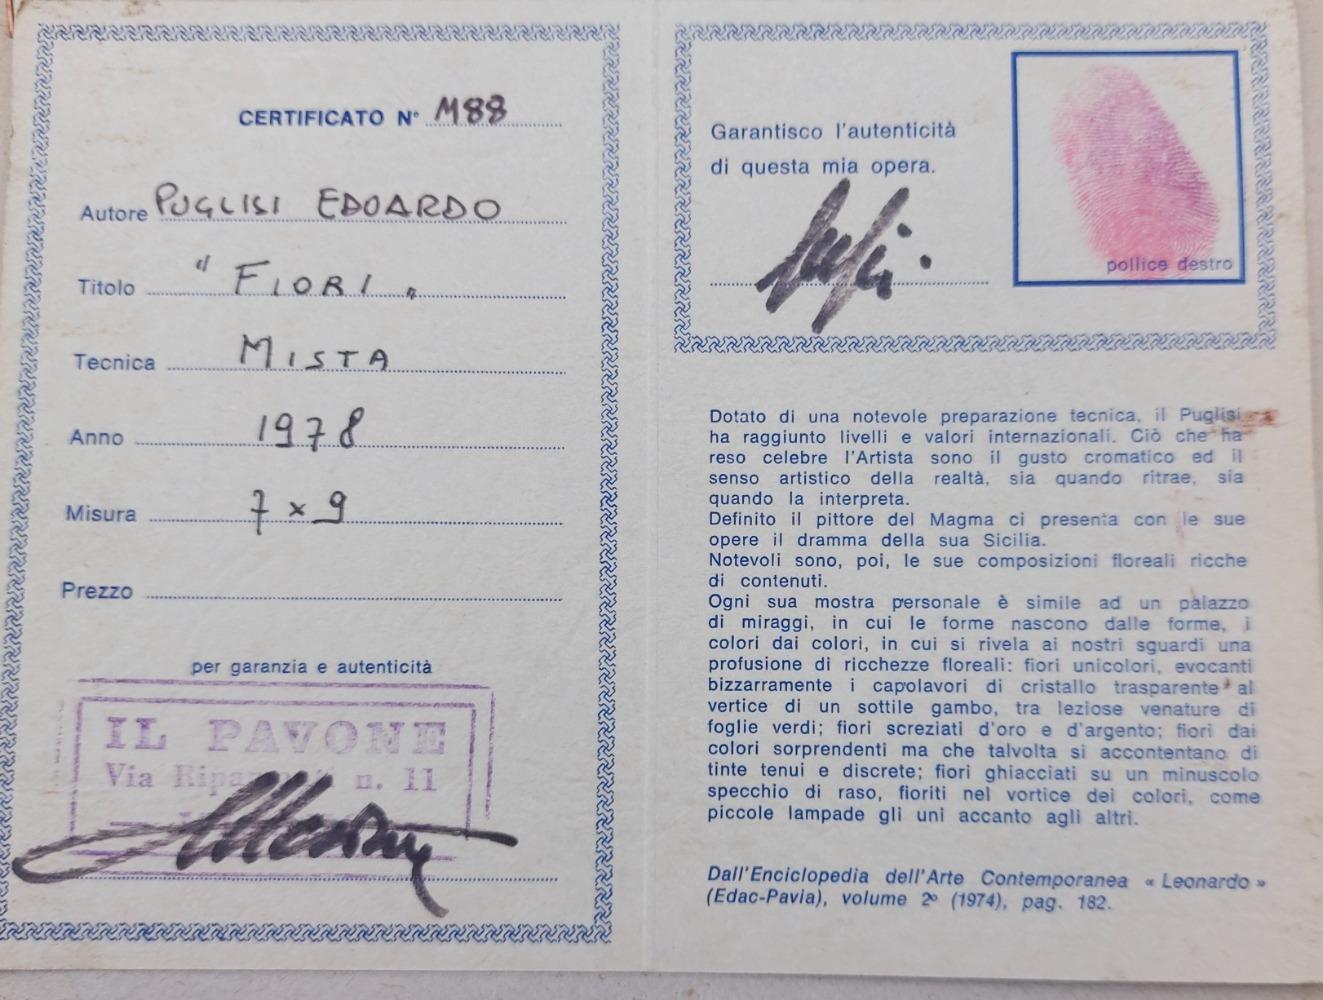 CERTIFICATO N° M88
Autore PUGLISI EDOARDO
Titolo " FIORI "
Tecnica MISTA
Anno 1978
Misura 7 x 9
Prezzo
per garanzia e autenticità
IL PAVONE
Via n. 11
Garantisco l'autenticità
di questa mia opera.
pollice destro
Dotato di una notevole preparazione tecnica, il Puglisi
ha raggiunto livelli e valori internazionali. Ciò che ha
reso celebre l'Artista sono il gusto cromatico ed il
senso artistico della realtà, sia quando ritrae, sia
quando la interpreta.
Definito il pittore del Magma ci presenta con le sue
opere il dramma della sua Sicilia.
Notevoli sono, poi, le sue composizioni floreali ricche
di contenuti.
Ogni sua mostra personale è simile ad un palazzo
di miraggi, in cui le forme nascono dalle forme, i
colori dai colori, in cui si rivela ai nostri sguardi una
profusione di ricchezze floreali: fiori unicolori, evocanti
bizzarramente i capolavori di cristallo trasparente al
vertice di un sottile gambo, tra leziose venature di
foglie verdi; fiori screziati d'oro e d'argento; fiori dai
colori sorprendenti ma che talvolta si accontentano di
tinte tenui e discrete; fiori ghiacciati su un minuscolo
specchio di raso, fioriti nel vortice dei colori, come
piccole lampade gli uni accanto agli altri.
Dall'Enciclopedia dell'Arte Contemporanea « Leonardo »
(Edac-Pavia), volume 2° (1974), pag. 182.